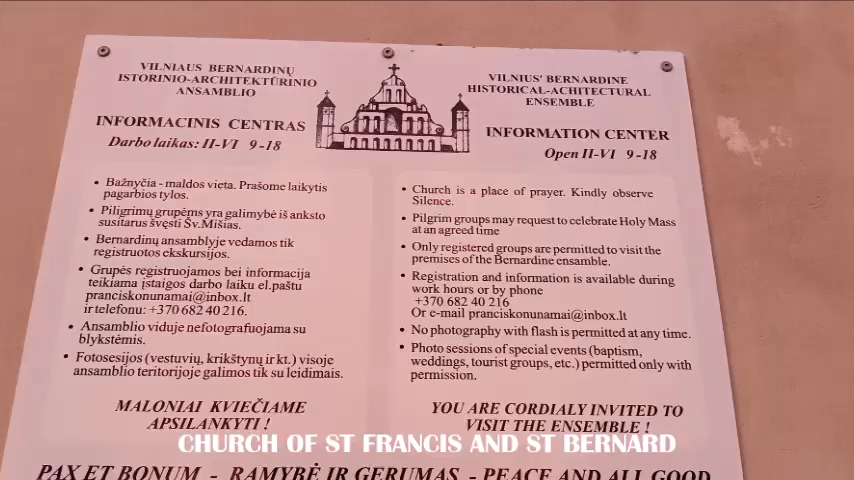 VILNIAUS BERNARDINŲ
ISTORINIO-ARCHITEKTŪRINIO
ANSAMBLIO
INFORMACINIS CENTRAS
Darbo laikas: II-VI 9-18
• Bažnyčia - maldos vieta. Prašome laikytis
pagarbios tylos.
• Piligrimų grupėms yra galimybė iš anksto
susitarus švęsti Šv.Mišias.
• Bernardinų ansamblyje vedamos tik
registruotos ekskursijos.
• Grupės registruojamos bei informacija
teikiama įstaigos darbo laiku el.paštu
pranciskonunamai@inbox.lt
ir telefonu: +370 682 40 216.
• Ansamblio viduje nefotografuojama su
blykstėmis.
• Fotosesijos (vestuvių, krikštynų ir kt.) visoje
ansamblio teritorijoje galimos tik su leidimais.
MALONIAI KVIEČIAME
APSILANKYTI !
VILNIUS' BERNARDINE
HISTORICAL-ACHITECTURAL
ENSEMBLE
INFORMATION CENTER
Open II-VI 9-18
• Church is a place of prayer. Kindly observe
Silence.
• Pilgrim groups may request to celebrate Holy Mass
at an agreed time
• Only registered groups are permitted to visit the
premises of the Bernardine ensamble.
• Registration and information is available during
work hours or by phone
+370 682 40 216
Or e-mail pranciskonunamai@inbox.lt
• No photography with flash is permitted at any time.
• Photo sessions of special events (baptism,
weddings, tourist groups, etc.) permitted only with
permission.
YOU ARE CORDIALLY INVITED TO
VISIT THE ENSEMBLE !
CHURCH OF ST FRANCIS AND ST BERNARD
PAX ET BONUM - RAMYBĖ IR GERUMAS - PEACE AND ALL GOOD